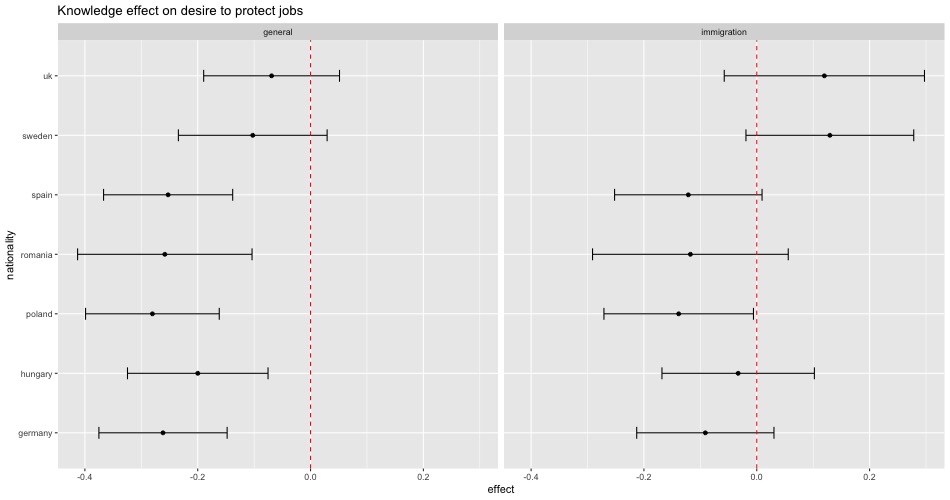 Knowledge effect on desire to protect jobs
general
immigration
nationality
uk
sweden
spain
romania
poland
hungary
germany
-0.4 -0.2 0.0 0.2
-0.4 -0.2 0.0 0.2
effect